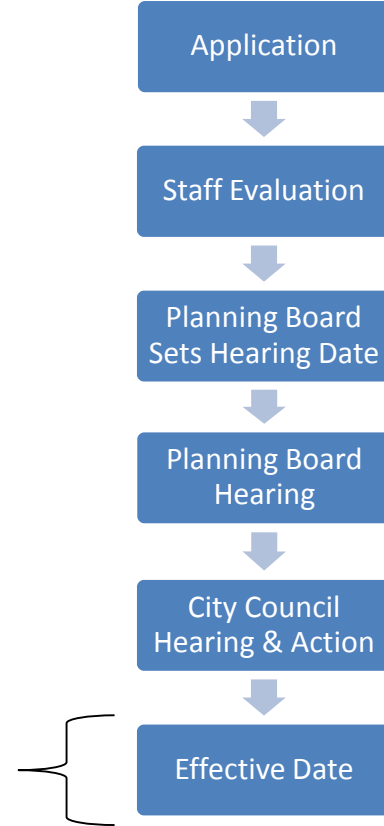 Application
Staff Evaluation
Planning Board
Sets Hearing Date
Planning Board
Hearing
City Council
Hearing & Action
Effective Date